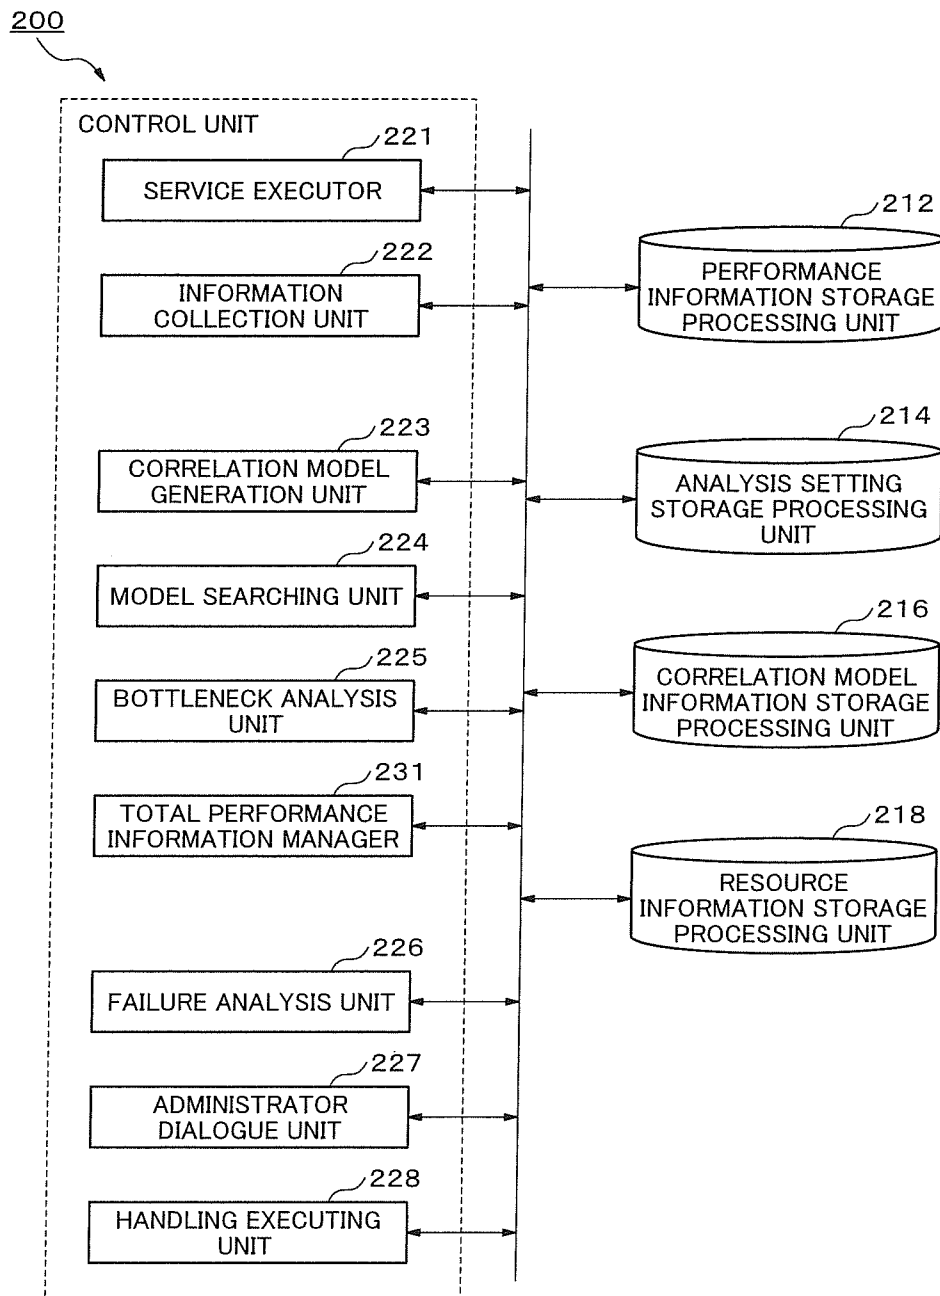 200
CONTROL UNIT
221
SERVICE EXECUTOR
222
INFORMATION
COLLECTION UNIT
223
CORRELATION MODEL
GENERATION UNIT
224
MODEL SEARCHING UNIT
225
BOTTLENECK ANALYSIS
UNIT
231
TOTAL PERFORMANCE
INFORMATION MANAGER
226
FAILURE ANALYSIS UNIT
227
ADMINISTRATOR
DIALOGUE UNIT
228
HANDLING EXECUTING
UNIT
212
PERFORMANCE
INFORMATION STORAGE
PROCESSING UNIT
214
ANALYSIS SETTING
STORAGE PROCESSING
UNIT
216
CORRELATION MODEL
INFORMATION STORAGE
PROCESSING UNIT
218
RESOURCE
INFORMATION STORAGE
PROCESSING UNIT